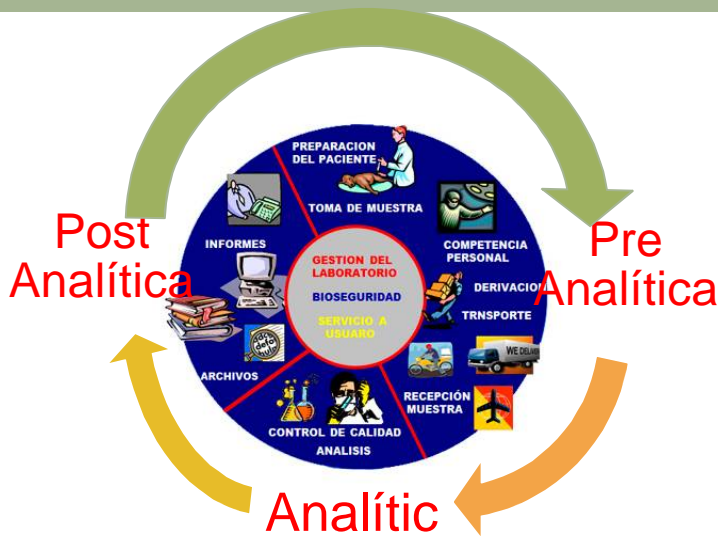 PREPARACION
DEL PACIENTE
TOMA DE MUESTRA
Post
Analítica
INFORMES
GESTION DEL
LABORATORIO
BIOSEGURIDAD
SERVICIO A
USUARO
COMPETENCIA
PERSONAL
Pre
Analítica
DERIVACIO
TRNSPORTE
WE DELIVER
ARCHIVOS
RECEPCIÓN
MUESTRA
CONTROL DE CALIDAD
ANALISIS
Analític